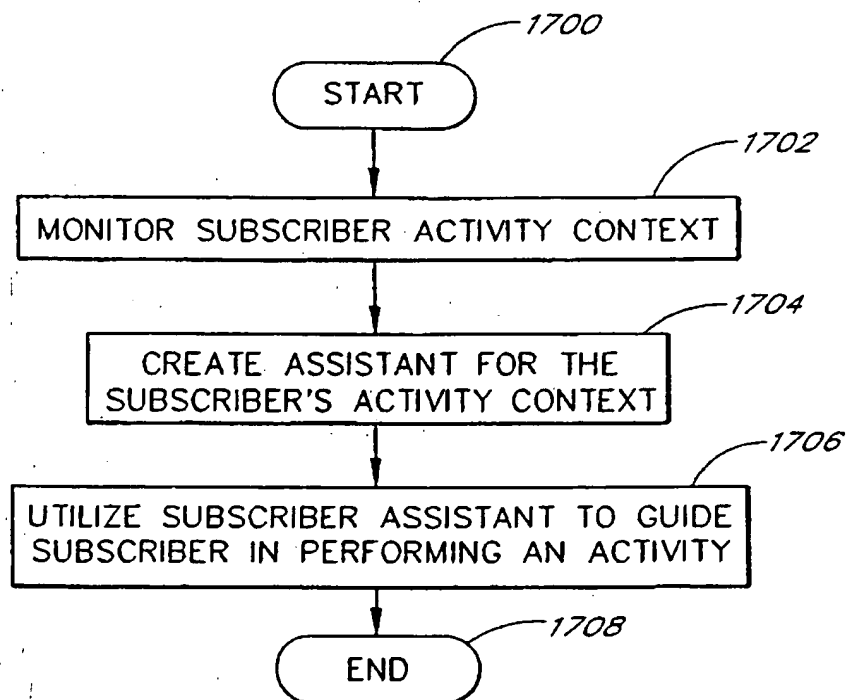 1700
START
1702
MONITOR SUBSCRIBER ACTIVITY CONTEXT
1704
CREATE ASSISTANT FOR THE
SUBSCRIBER'S ACTIVITY CONTEXT
1706
UTILIZE SUBSCRIBER ASSISTANT TO GUIDE
SUBSCRIBER IN PERFORMING AN ACTIVITY
1708
END